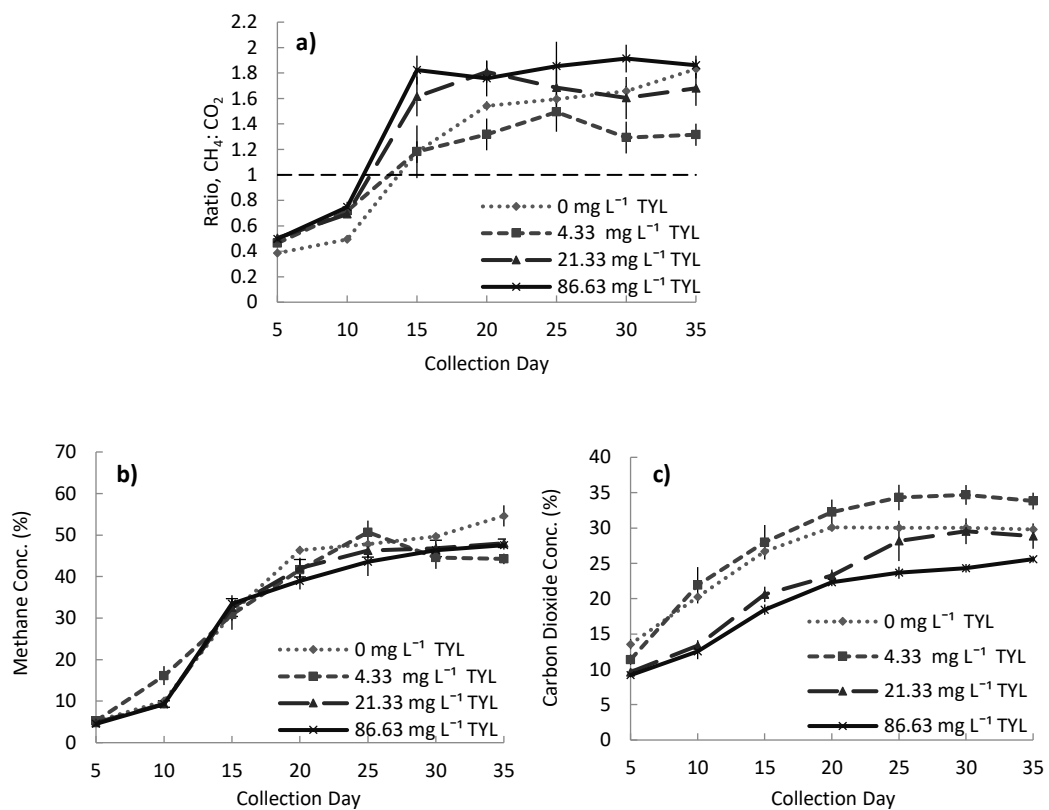 a)
2.2
2
1.8
1.6
1.4
1.2
1
0.8
0.6
0.4
0.2
0
Ratio, CH₄: CO₂
0 mg L⁻¹ TYL
4.33 mg L⁻¹ TYL
21.33 mg L⁻¹ TYL
86.63 mg L⁻¹ TYL
5 10 15 20 25 30 35
Collection Day
b)
70
60
50
40
30
20
10
0
Methane Conc. (%)
0 mg L⁻¹ TYL
4.33 mg L⁻¹ TYL
21.33 mg L⁻¹ TYL
86.63 mg L⁻¹ TYL
5 10 15 20 25 30 35
Collection Day
c)
40
35
30
25
20
15
10
5
0
Carbon Dioxide Conc. (%)
0 mg L⁻¹ TYL
4.33 mg L⁻¹ TYL
21.33 mg L⁻¹ TYL
86.63 mg L⁻¹ TYL
5 10 15 20 25 30 35
Collection Day